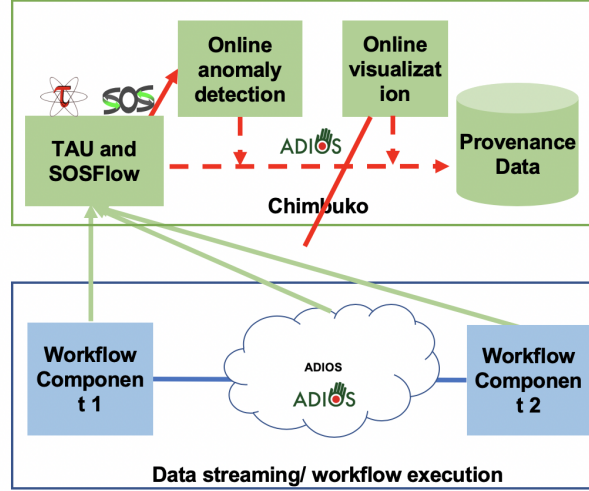 Online
anomaly
detection
Online
visualizat
ion
τ
SOS
TAU and
SOSFlow
ADIOS
Provenance
Data
Chimbuko
Workflow
Componen
t 1
ADIOS
ADIOS
Workflow
Componen
t 2
Data streaming/ workflow execution